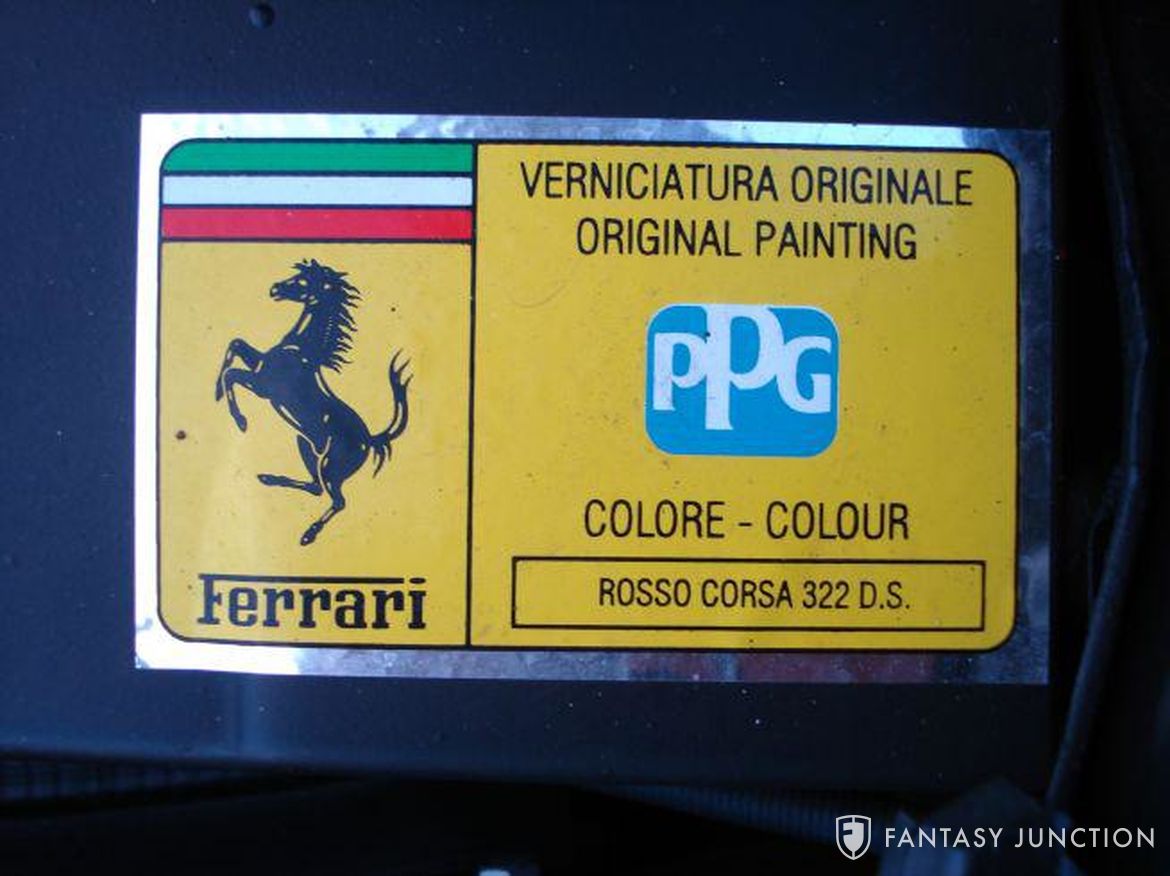 VERNICIATURA ORIGINALE
ORIGINAL PAINTING
PPG
COLORE - COLOUR
ROSSO CORSA 322 D.S.
Ferrari
FANTASY JUNCTION